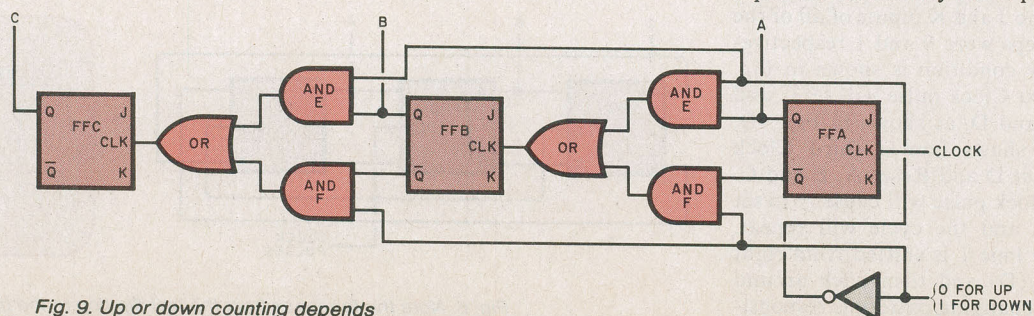 C
B
A
AND
E
AND
E
Q J
FFC
CLK
Q̅ K
OR
Q J
FFB
CLK
Q̅ K
OR
Q J
FFA
CLK
Q̅ K
CLOCK
AND
F
AND
F
0 FOR UP
1 FOR DOWN
Fig. 9. Up or down counting depends